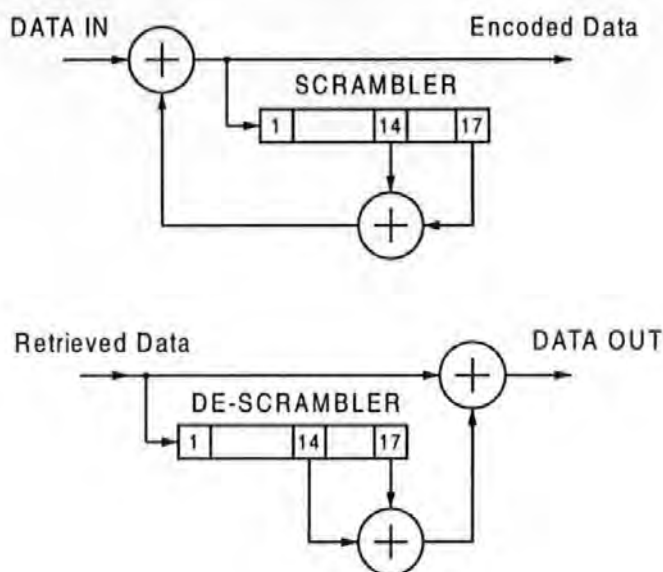 DATA IN
Encoded Data
SCRAMBLER
1 14 17
Retrieved Data
DATA OUT
DE-SCRAMBLER
1 14 17